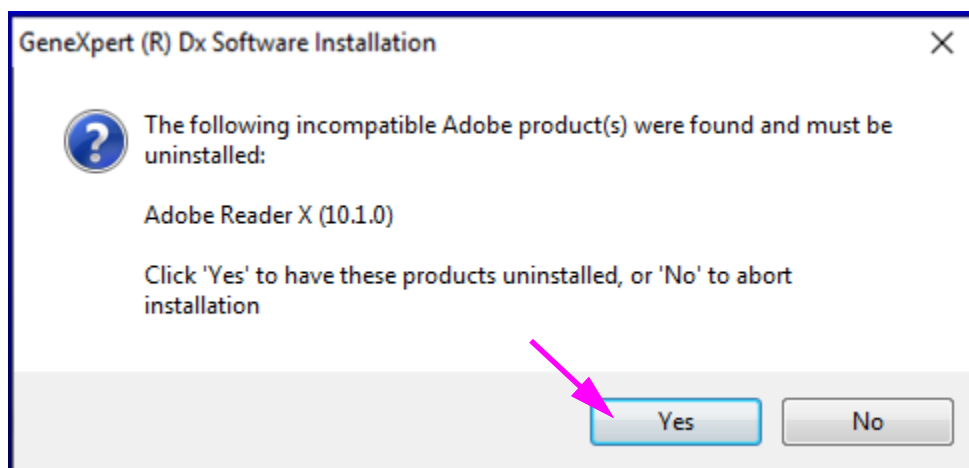 GeneXpert (R) Dx Software Installation
The following incompatible Adobe product(s) were found and must be
uninstalled:
Adobe Reader X (10.1.0)
Click 'Yes' to have these products uninstalled, or 'No' to abort
installation
Yes
No